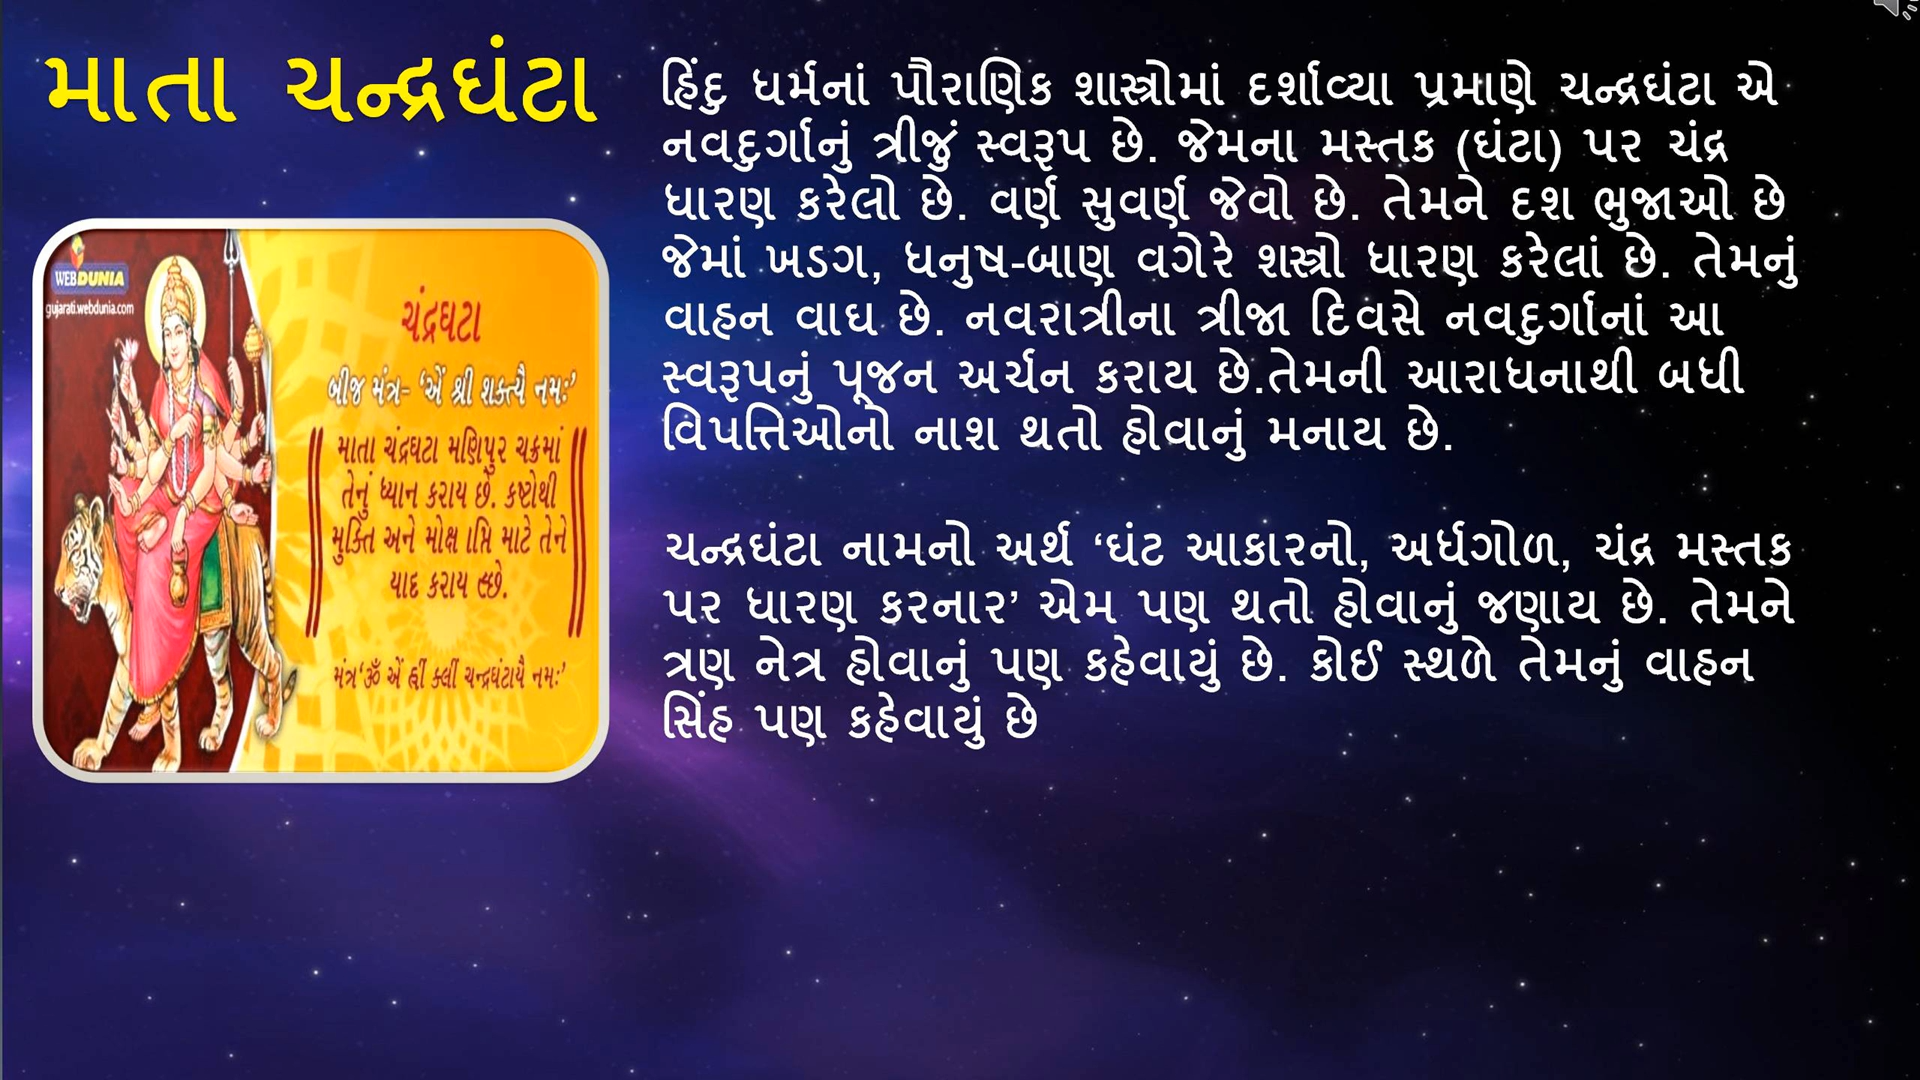 માતા ચન્દ્રઘંટા
WEBDUNIA
gujarati.webdunia.com
ચંદ્રઘટા
બીજ મંત્ર- ‘એં શ્રી શક્ત્યૈ નમઃ’
માતા ચંદ્રઘટા મણિપુર ચક્રમાં
તેનું ધ્યાન કરાય છે. કષ્ટોથી
મુક્તિ અને મોક્ષ ાપ્તિ માટે તેને
યાદ કરાય છે.
મંત્ર‘ૐ એં હ્રીં ક્લીં ચન્દ્રઘંટાયૈ નમઃ’
હિંદુ ધર્મનાં પૌરાણિક શાસ્ત્રોમાં દર્શાવ્યા પ્રમાણે ચન્દ્રઘંટા એ
નવદુર્ગાનું ત્રીજું સ્વરૂપ છે. જેમના મસ્તક (ઘંટા) પર ચંદ્ર
ધારણ કરેલો છે. વર્ણ સુવર્ણ જેવો છે. તેમને દશ ભુજાઓ છે
જેમાં ખડગ, ધનુષ-બાણ વગેરે શસ્ત્રો ધારણ કરેલાં છે. તેમનું
વાહન વાઘ છે. નવરાત્રીના ત્રીજા દિવસે નવદુર્ગાનાં આ
સ્વરૂપનું પૂજન અર્ચન કરાય છે.તેમની આરાધનાથી બધી
વિપત્તિઓનો નાશ થતો હોવાનું મનાય છે.
ચન્દ્રઘંટા નામનો અર્થ ‘ઘંટ આકારનો, અર્ધગોળ, ચંદ્ર મસ્તક
પર ધારણ કરનાર’ એમ પણ થતો હોવાનું જણાય છે. તેમને
ત્રણ નેત્ર હોવાનું પણ કહેવાયું છે. કોઈ સ્થળે તેમનું વાહન
સિંહ પણ કહેવાયું છે